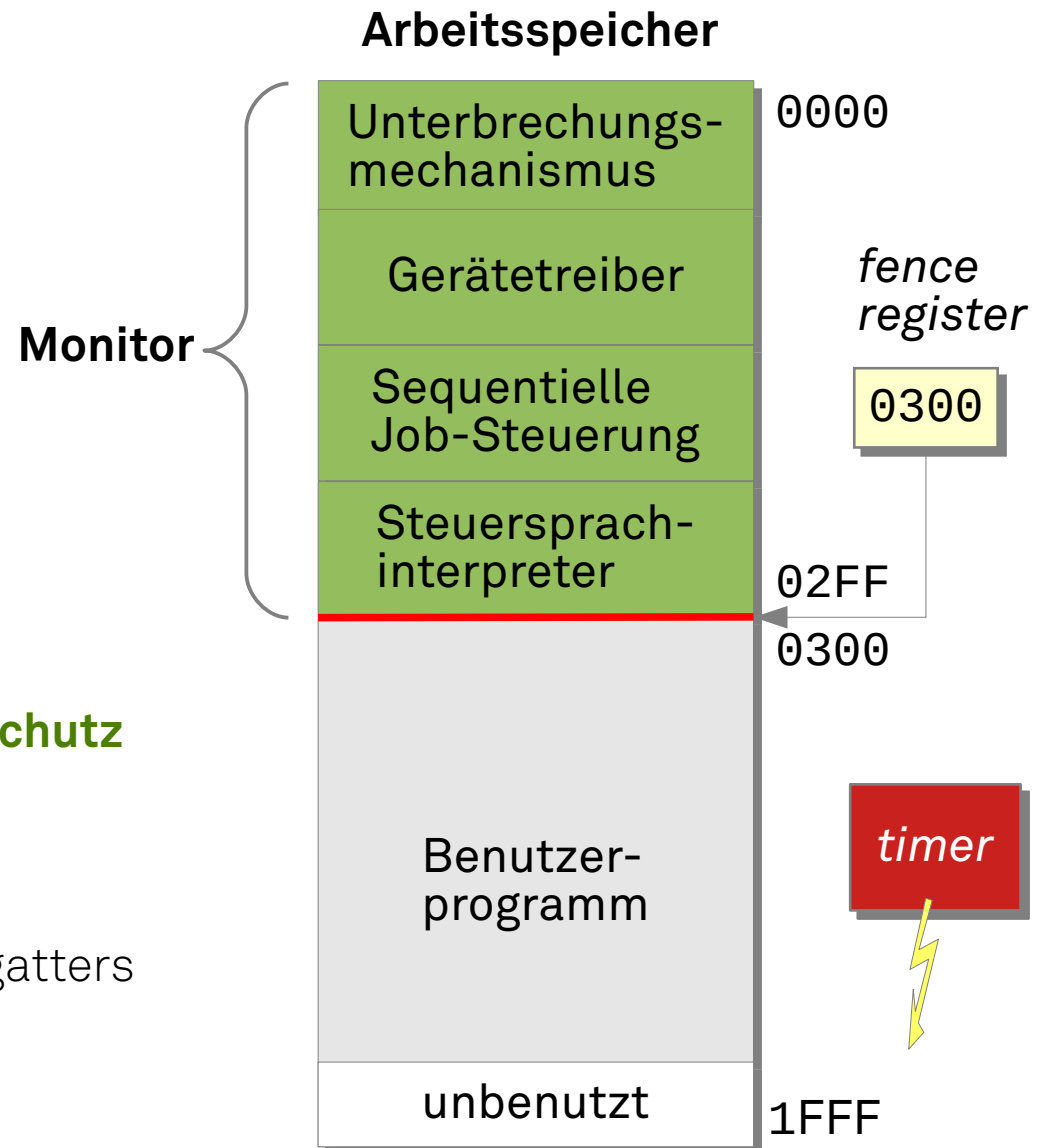 Arbeitsspeicher
Unterbrechungs-
mechanismus
0000
Gerätetreiber
fence
register
Monitor
Sequentielle
Job-Steuerung
0300
Steuersprach-
interpreter
02FF
0300
chutz
Benutzer-
programm
timer
gatters
unbenutzt
1FFF